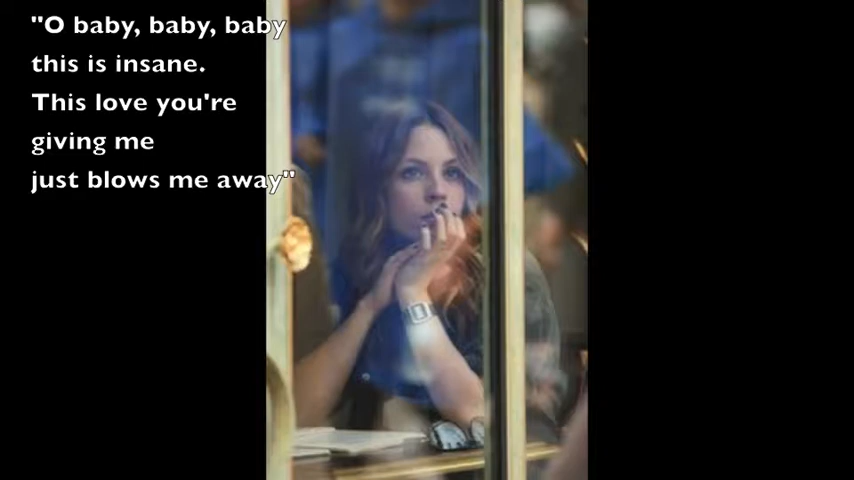 "O baby, baby, baby
this is insane.
This love you're
giving me
just blows me away"